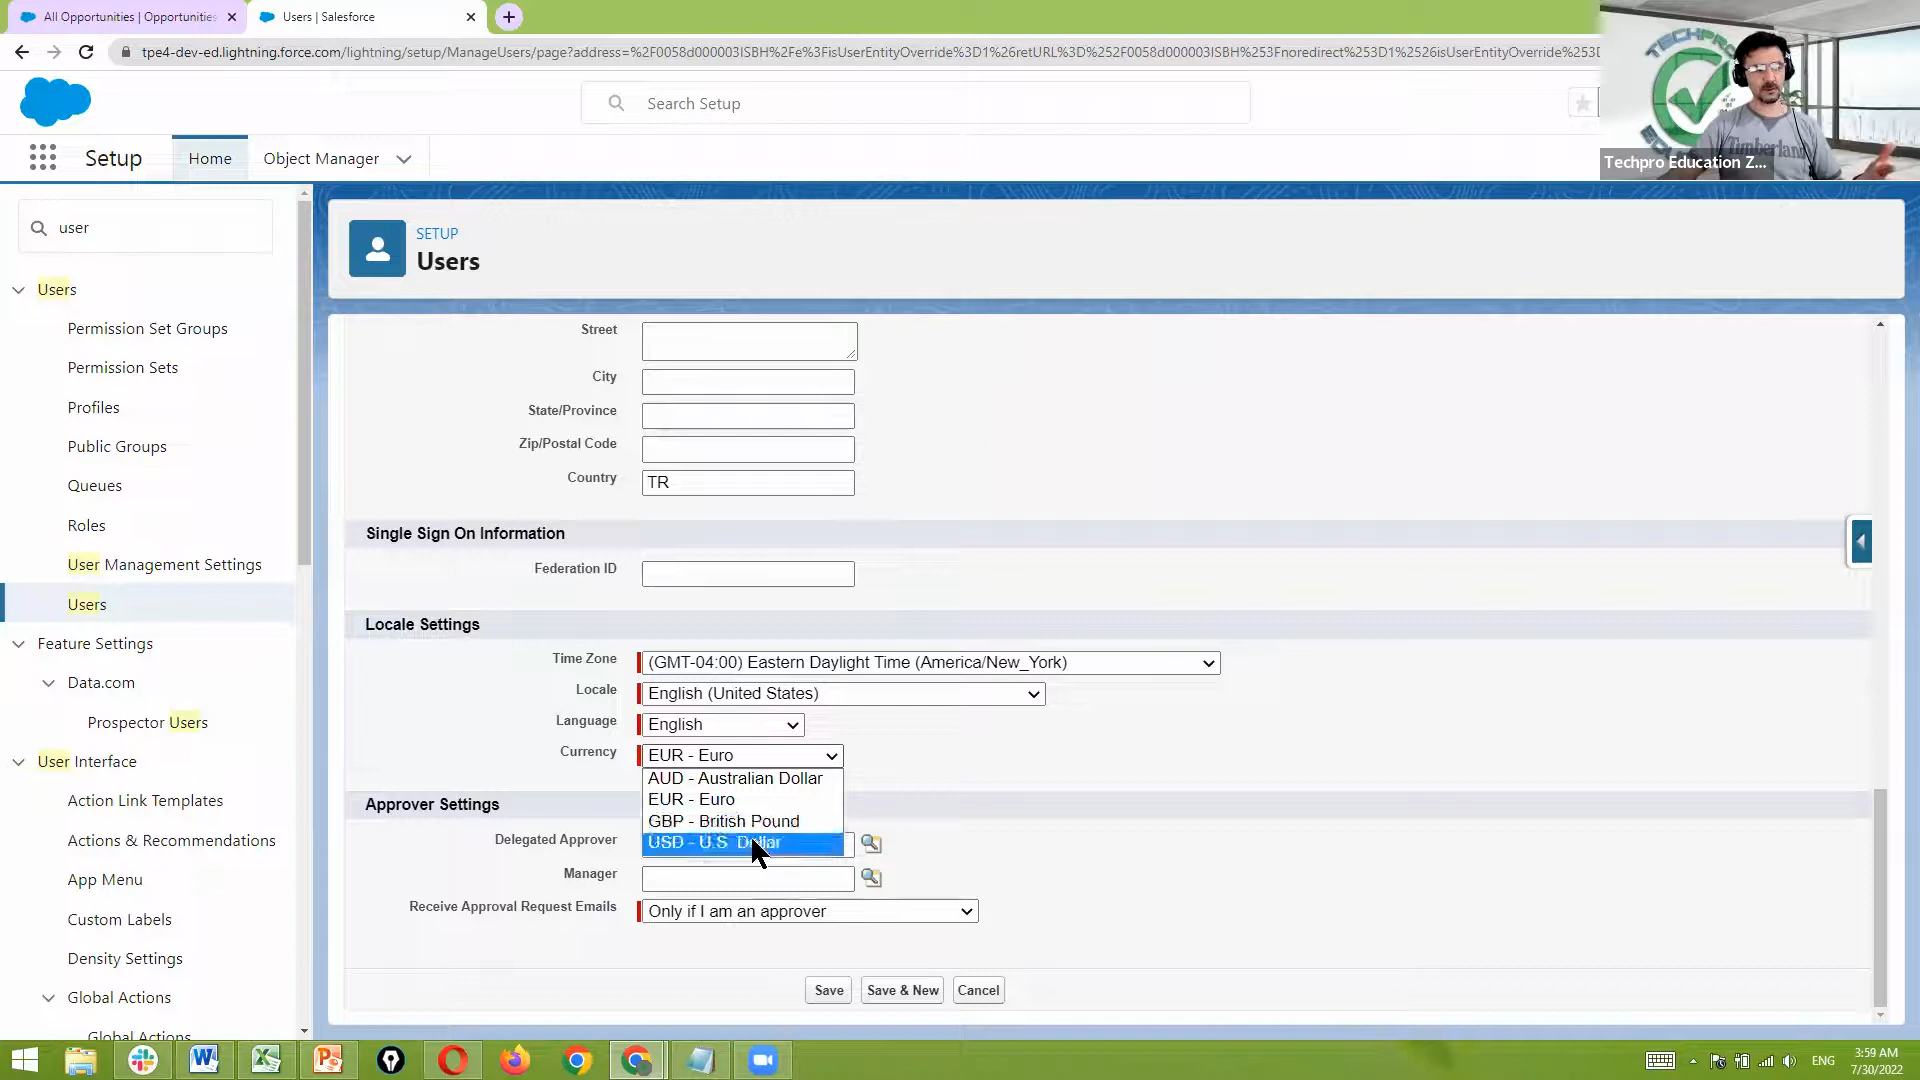 All Opportunities | Opportunities
Users | Salesforce
tpe4-dev-ed.lightning.force.com/lightning/setup/ManageUsers/page?address=%2F0058d000003ISBH%2Fe%3FisUserEntityOverride%3D1%26retURL%3D%252F0058d000003ISBH%253Fnoredirect%253D1%2526isUserEntityOverride%253D
Search Setup
Setup
Home
Object Manager
Timberland
Techpro Education Z...
user
Users
Permission Set Groups
Permission Sets
Profiles
Public Groups
Queues
Roles
User Management Settings
Users
Feature Settings
Data.com
Prospector Users
User Interface
Action Link Templates
Actions & Recommendations
App Menu
Custom Labels
Density Settings
Global Actions
Global Actions
SETUP
Users
Street
City
State/Province
Zip/Postal Code
Country TR
Single Sign On Information
Federation ID
Locale Settings
Time Zone (GMT-04:00) Eastern Daylight Time (America/New_York)
Locale English (United States)
Language English
Currency EUR - Euro
AUD - Australian Dollar
EUR - Euro
GBP - British Pound
USD - U.S Dollar
Approver Settings
Delegated Approver
Manager
Receive Approval Request Emails Only if I am an approver
Save Save & New Cancel
ENG
3:59 AM
7/30/2022